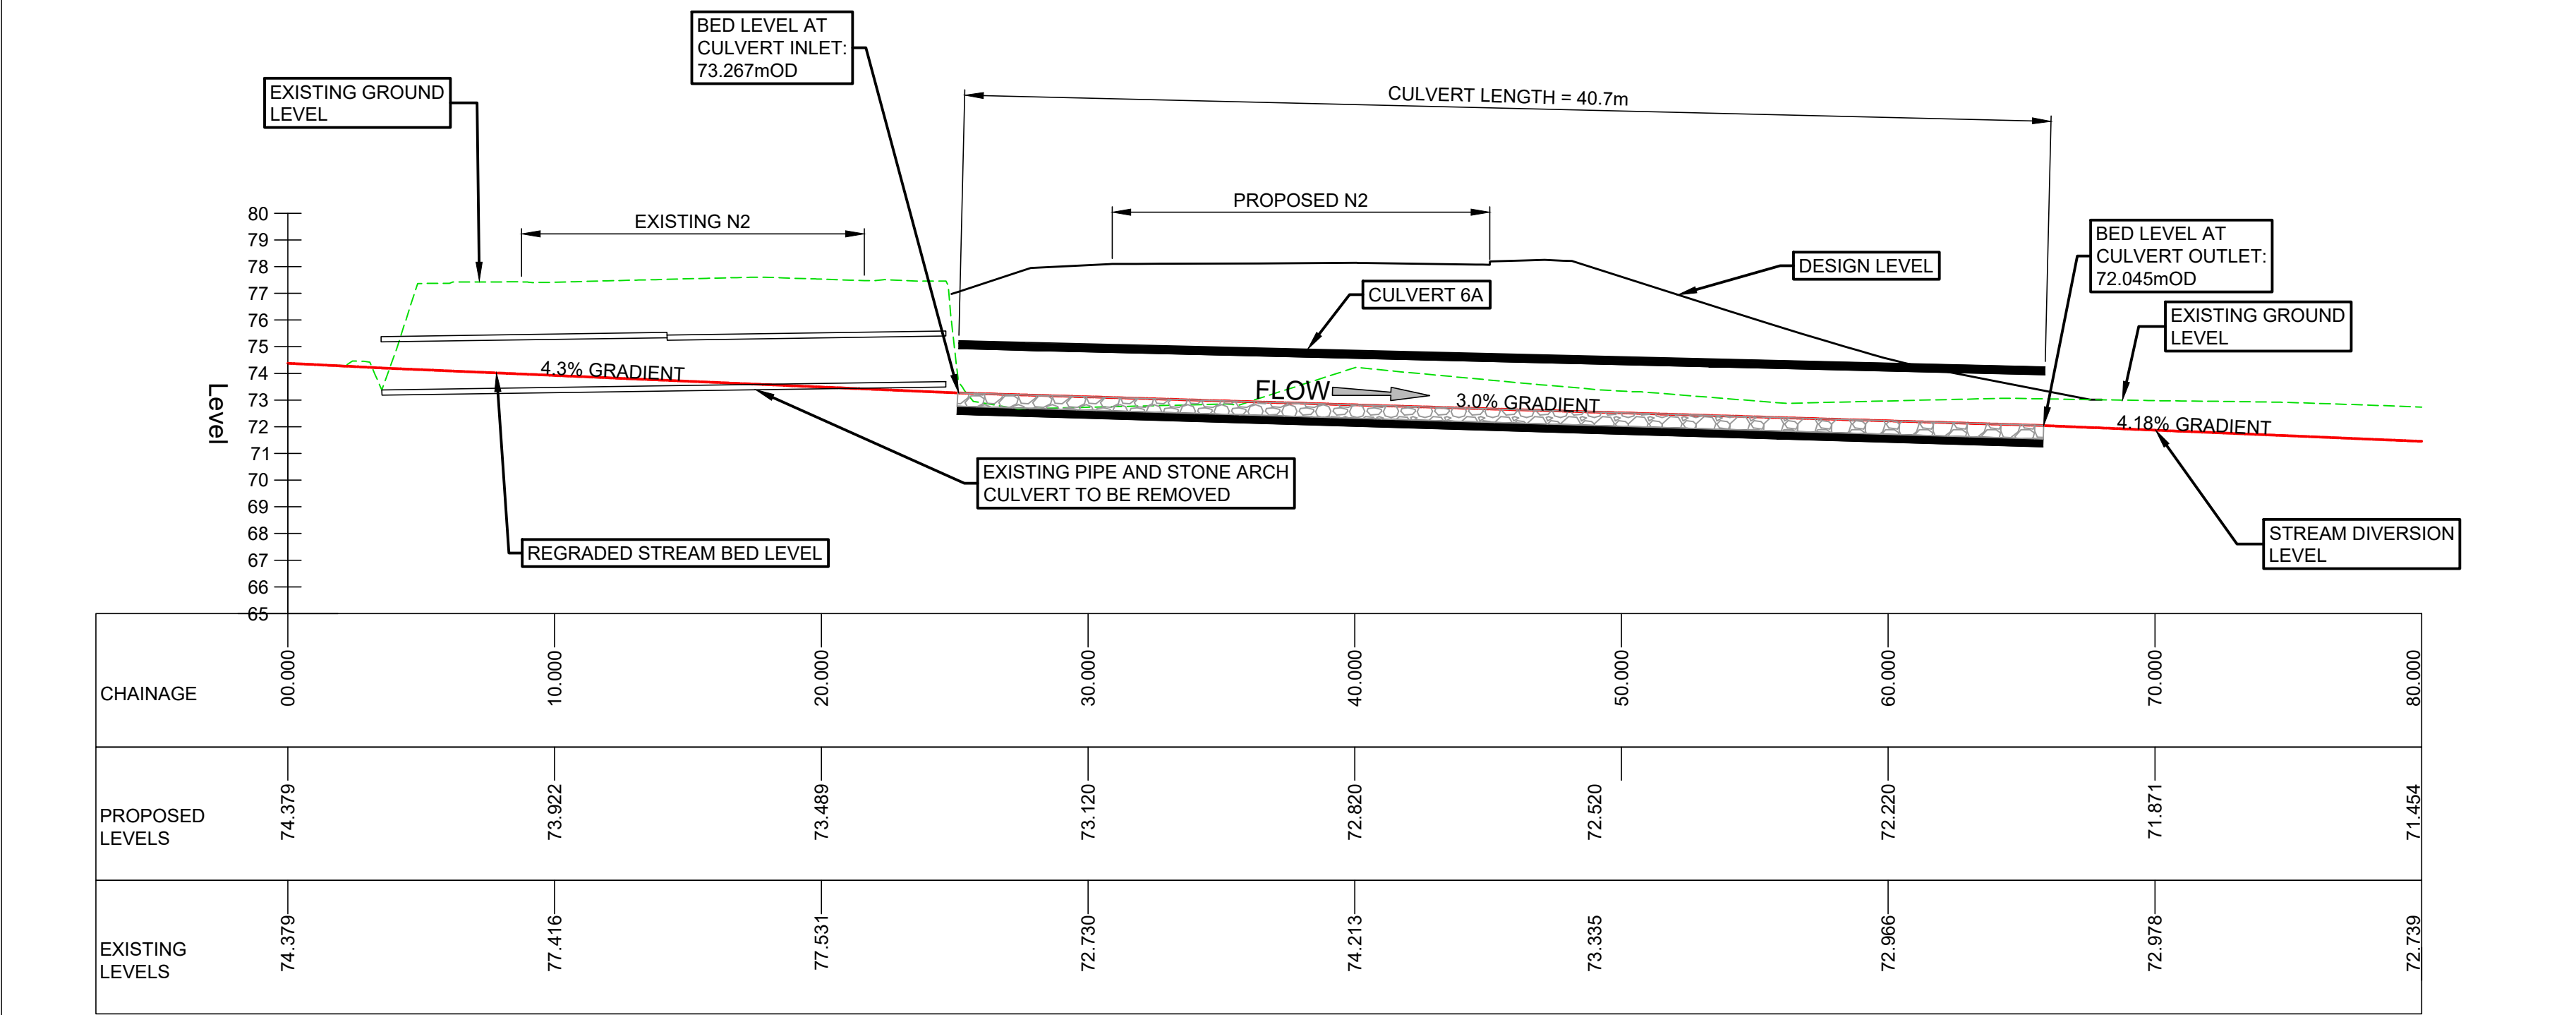 BED LEVEL AT
CULVERT INLET:
73.267mOD
EXISTING GROUND
LEVEL
CULVERT LENGTH = 40.7m
EXISTING N2
PROPOSED N2
BED LEVEL AT
CULVERT OUTLET:
72.045mOD
DESIGN LEVEL
CULVERT 6A
EXISTING GROUND
LEVEL
4.3% GRADIENT
FLOW
3.0% GRADIENT
4.18% GRADIENT
EXISTING PIPE AND STONE ARCH
CULVERT TO BE REMOVED
REGRADED STREAM BED LEVEL
STREAM DIVERSION
LEVEL
Level
80
79
78
77
76
75
74
73
72
71
70
69
68
67
66
65
CHAINAGE
00.000
10.000
20.000
30.000
40.000
50.000
60.000
70.000
80.000
PROPOSED
LEVELS
74.379
73.922
73.489
73.120
72.820
72.520
72.220
71.871
71.454
EXISTING
LEVELS
74.379
77.416
77.531
72.730
74.213
73.335
72.966
72.978
72.739